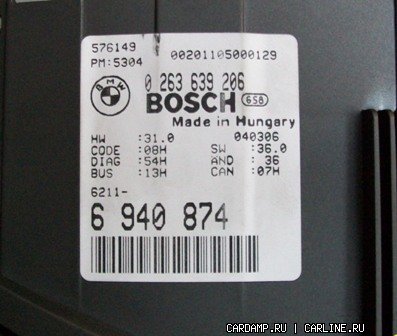 576149 00201105000129
PM:5304
BMW
0 263 639 206
BOSCH 6S8
Made in Hungary
HW :31.0 040306
CODE :08H SW :36.0
DIAG :54H AND : 36
BUS :13H CAN :07H
6211-
6 940 874
CARDAMP.RU | CARLINE.RU